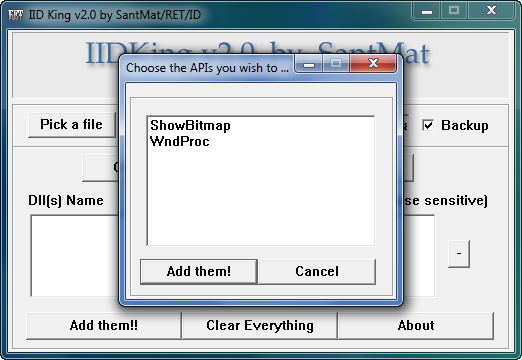 IID King v2.0 by SantMat/RET/ID
IIDKing v2.0 by SantMat
Choose the APIs you wish to ...
Pick a file
Backup
ShowBitmap
WndProc
Dll(s) Name
se sensitive)
-
Add them!
Cancel
Add them!!
Clear Everything
About